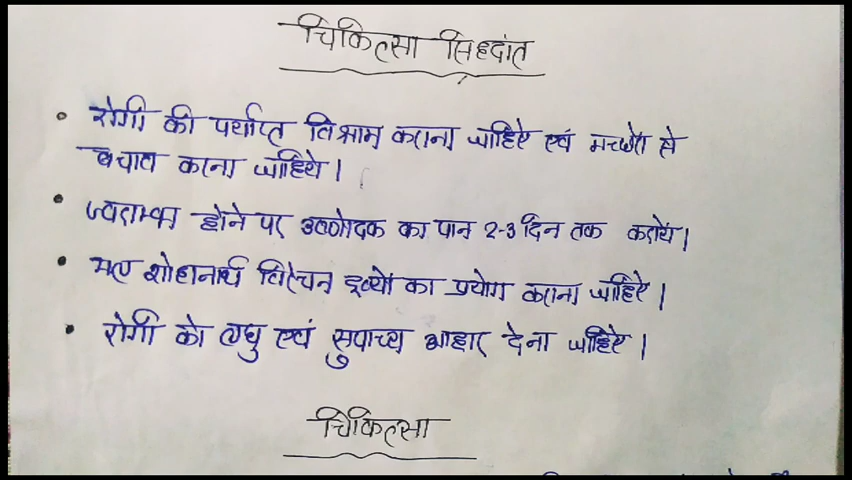 चिकित्सा सिद्दांत
• रोगी की पर्याप्त विश्राम कराना चाहिए एवं मच्छरों से
बचाव करना चाहिये।
• ज्वराम्भ होने पर उष्णोदक का पान 2-3 दिन तक करायें।
• मल शोधनार्थ विरेचन द्रव्यों का प्रयोग कराना चाहिए।
• रोगी को लघु एवं सुपाच्य आहार देना चाहिए।
चिकित्सा